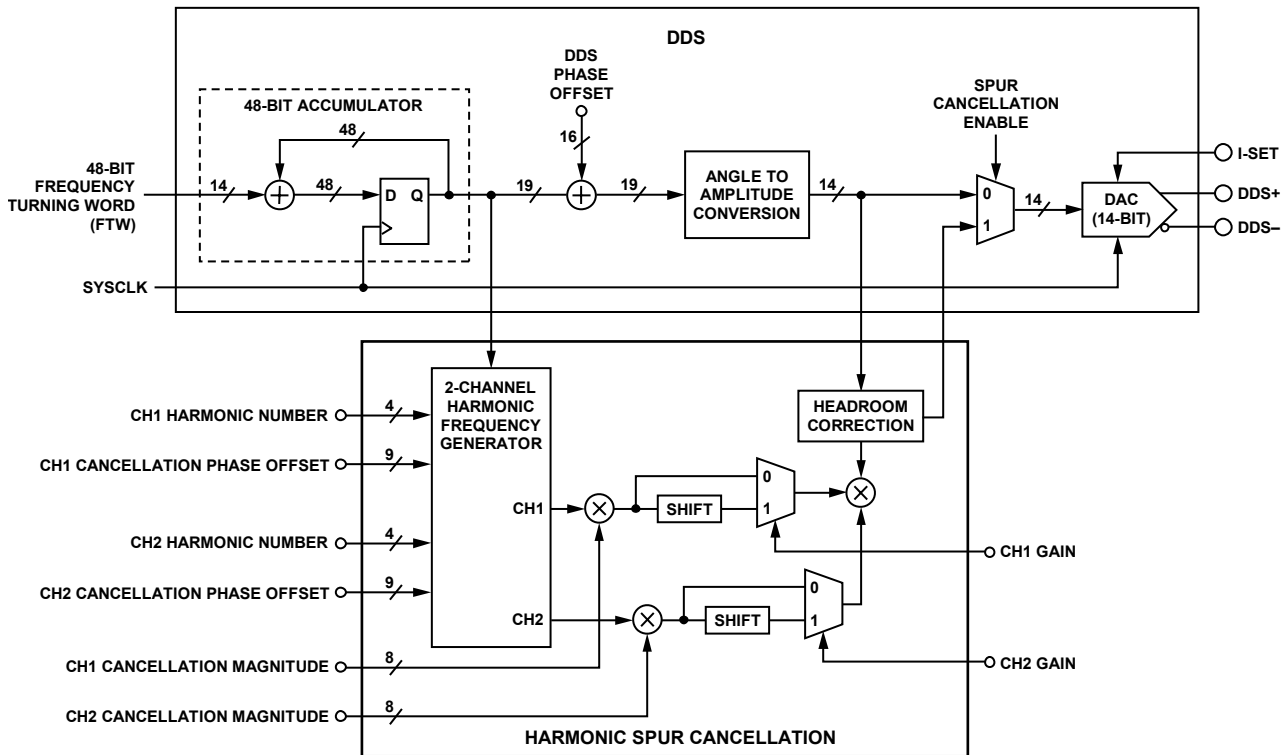 DDS
DDS
PHASE
OFFSET
SPUR
CANCELLATION
ENABLE
48-BIT ACCUMULATOR
48
16
I-SET
48-BIT
FREQUENCY
TURNING WORD
(FTW)
14
48
D Q
19
19
ANGLE TO
AMPLITUDE
CONVERSION
14
0
1
14
DAC
(14-BIT)
DDS+
DDS–
SYSCLK
2-CHANNEL
HARMONIC
FREQUENCY
GENERATOR
HEADROOM
CORRECTION
CH1 HARMONIC NUMBER
4
CH1 CANCELLATION PHASE OFFSET
9
CH1
0
SHIFT
1
CH2 HARMONIC NUMBER
4
CH1 GAIN
CH2 CANCELLATION PHASE OFFSET
9
CH2
0
SHIFT
1
CH1 CANCELLATION MAGNITUDE
8
CH2 GAIN
CH2 CANCELLATION MAGNITUDE
8
HARMONIC SPUR CANCELLATION